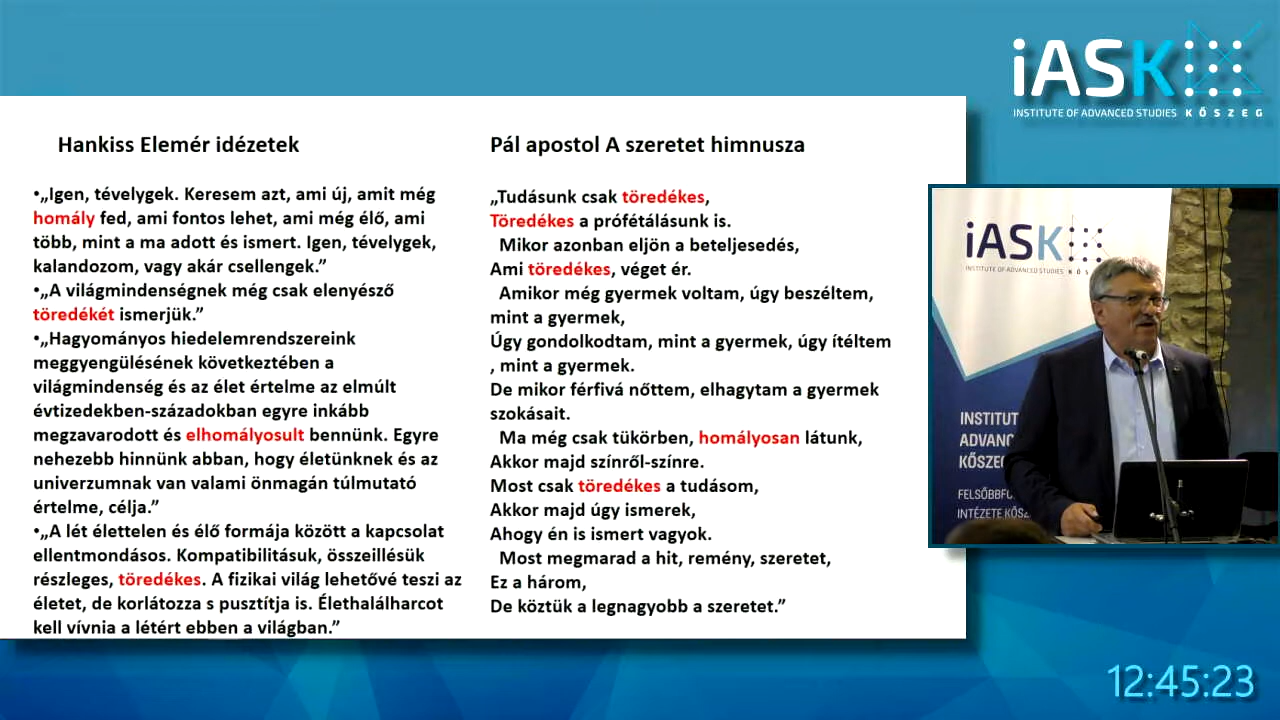 iASK
INSTITUTE OF ADVANCED STUDIES KŐSZEG
Hankiss Elemér idézetek
•„Igen, tévelygek. Keresem azt, ami új, amit még
homály fed, ami fontos lehet, ami még élő, ami
több, mint a ma adott és ismert. Igen, tévelygek,
kalandozom, vagy akár csellengek.”
•„A világmindenségnek még csak elenyésző
töredékét ismerjük.”
•„Hagyományos hiedelemrendszereink
meggyengülésének következtében a
világmindenség és az élet értelme az elmúlt
évtizedekben-századokban egyre inkább
megzavarodott és elhomályosult bennünk. Egyre
nehezebb hinnünk abban, hogy életünknek és az
univerzumnak van valami önmagán túlmutató
értelme, célja.”
•„A lét élettelen és élő formája között a kapcsolat
ellentmondásos. Kompatibilitásuk, összeillésük
részleges, töredékes. A fizikai világ lehetővé teszi az
életet, de korlátozza s pusztítja is. Élethalálharcot
kell vívnia a létért ebben a világban.”
Pál apostol A szeretet himnusza
„Tudásunk csak töredékes,
Töredékes a prófétálásunk is.
Mikor azonban eljön a beteljesedés,
Ami töredékes, véget ér.
Amikor még gyermek voltam, úgy beszéltem,
mint a gyermek,
Úgy gondolkodtam, mint a gyermek, úgy ítéltem
, mint a gyermek.
De mikor férfivá nőttem, elhagytam a gyermek
szokásait.
Ma még csak tükörben, homályosan látunk,
Akkor majd színről-színre.
Most csak töredékes a tudásom,
Akkor majd úgy ismerek,
Ahogy én is ismert vagyok.
Most megmarad a hit, remény, szeretet,
Ez a három,
De köztük a legnagyobb a szeretet.”
iASK
INSTITUTE OF ADVANCED STUDIES
INSTITUT
ADVANC
KŐSZEG
FELSŐBBFO
INTÉZETE KŐSZ
12:45:23